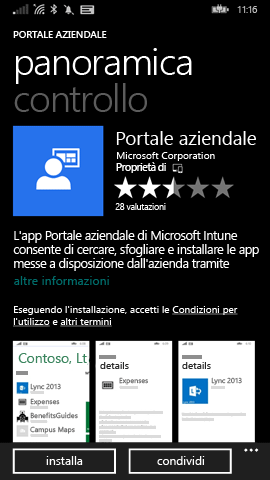 11:16
PORTALE AZIENDALE
panoramica
controllo
Portale aziendale
Microsoft Corporation
Proprietà di
28 valutazioni
L'app Portale aziendale di Microsoft Intune
consente di cercare, sfogliare e installare le app
messe a disposizione dall'azienda tramite
altre informazioni
Eseguendo l'installazione, accetti le Condizioni per
l'utilizzo e altri termini
Contoso, Lt
Lync 2013
Expenses
BenefitsGuides
Campus Maps
details
Expenses
details
Lync 2013
installa
condividi